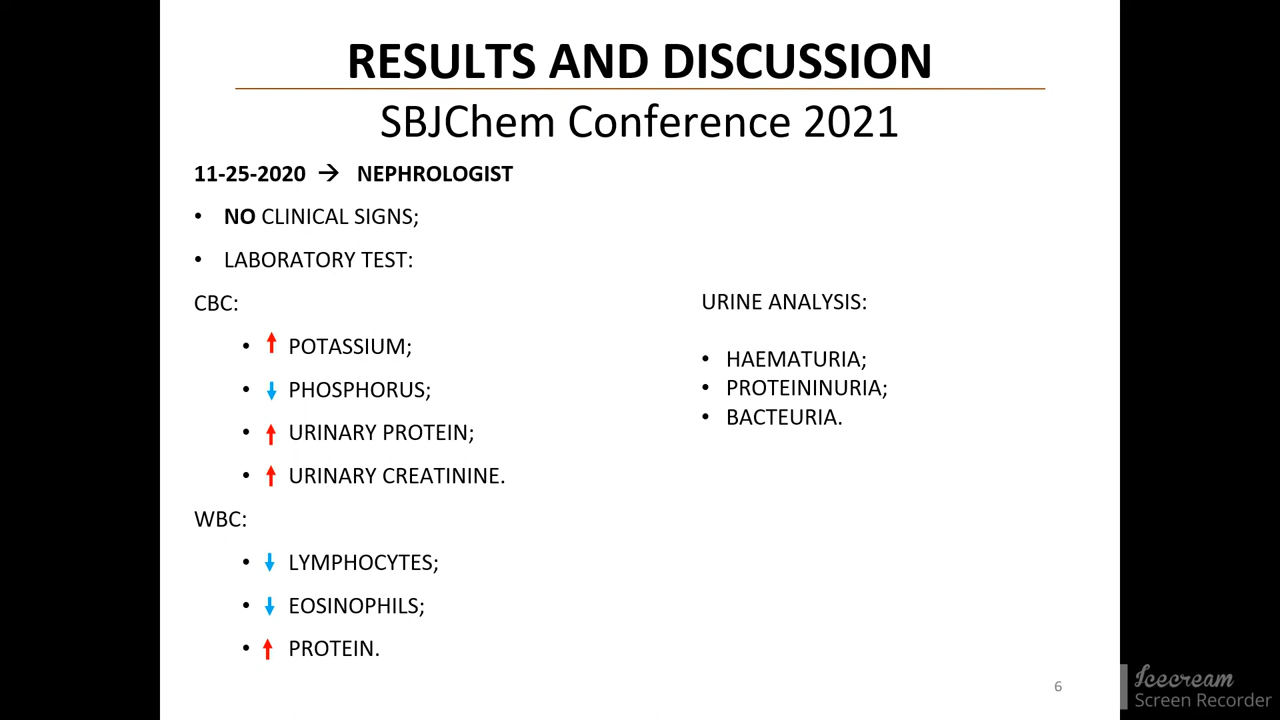 RESULTS AND DISCUSSION
SBJChem Conference 2021
11-25-2020 → NEPHROLOGIST
• NO CLINICAL SIGNS;
• LABORATORY TEST:
CBC:
• ↑ POTASSIUM;
• ↓ PHOSPHORUS;
• ↑ URINARY PROTEIN;
• ↑ URINARY CREATININE.
WBC:
• ↓ LYMPHOCYTES;
• ↓ EOSINOPHILS;
• ↑ PROTEIN.
URINE ANALYSIS:
• HAEMATURIA;
• PROTEININURIA;
• BACTEURIA.
6
Icecream
Screen Recorder